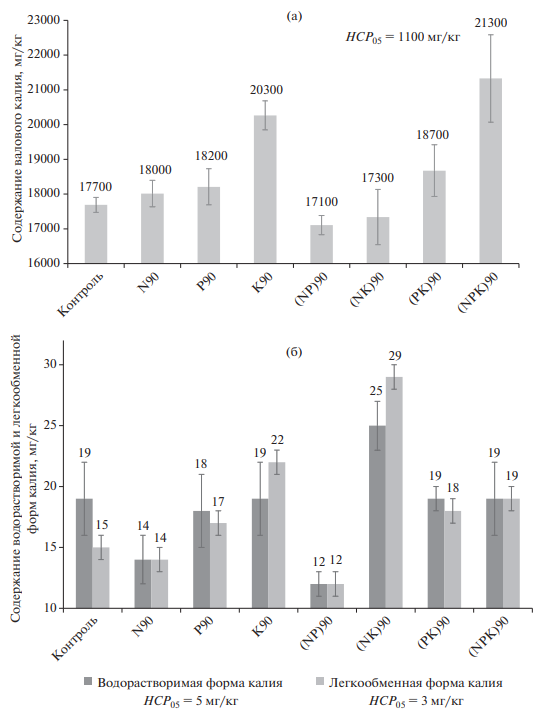 (а)
НСР05 = 1100 мг/кг
Содержание валового калия, мг/кг
23000
22000
21000
20000
19000
18000
17000
16000
17700
18000
18200
20300
17100
17300
18700
21300
Контроль
N90
P90
K90
(NP)90
(NK)90
(PK)90
(NPK)90
(б)
Содержание водорастворимой и легкообменной
форм калия, мг/кг
30
25
20
15
10
19
15
14
14
18
17
19
22
12
12
25
29
19
18
19
19
Контроль
N90
P90
K90
(NP)90
(NK)90
(PK)90
(NPK)90
Водорастворимая форма калия
НСР05 = 5 мг/кг
Легкообменная форма калия
НСР05 = 3 мг/кг